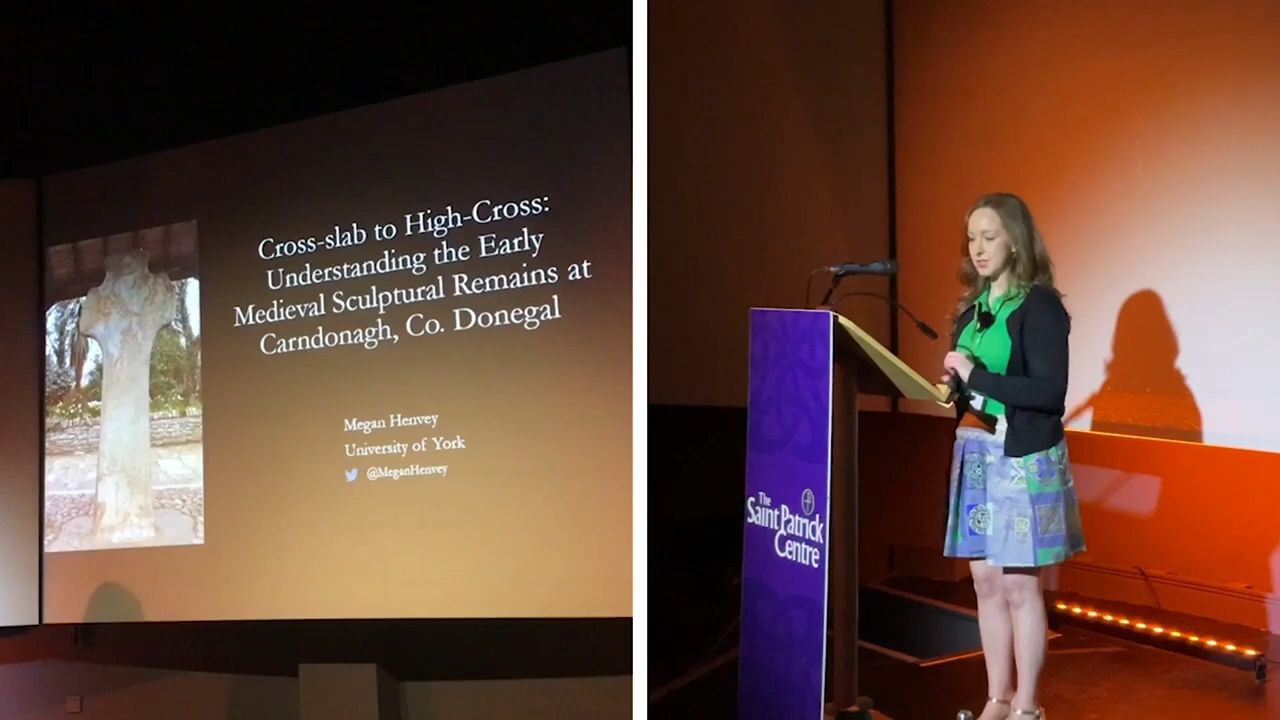 Cross-slab to High-Cross:
Understanding the Early
Medieval Sculptural Remains at
Carndonagh, Co. Donegal
Megan Henvey
University of York
@MeganHenvey
The
Saint Patrick
Centre